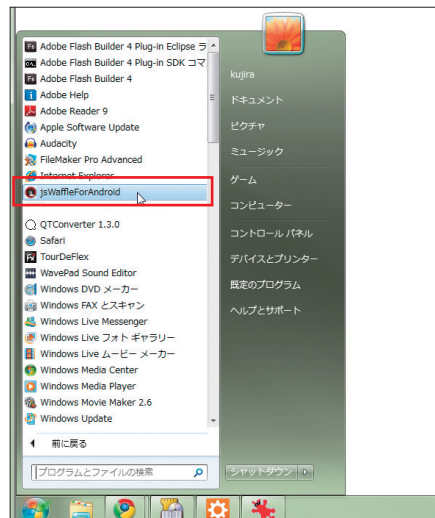 Adobe Flash Builder 4 Plug-in Eclipse ラ
Adobe Flash Builder 4 Plug-in SDK コマ
Adobe Flash Builder 4
Adobe Help
Adobe Reader 9
Apple Software Update
Audacity
FileMaker Pro Advanced
Internet Explorer
jsWaffleForAndroid
QTConverter 1.3.0
Safari
TourDeFlex
WavePad Sound Editor
Windows DVD メーカー
Windows FAX とスキャン
Windows Live Messenger
Windows Live フォト ギャラリー
Windows Live ムービー メーカー
Windows Media Center
Windows Media Player
Windows Movie Maker 2.6
Windows Update
前に戻る
プログラムとファイルの検索
kujira
ドキュメント
ピクチャ
ミュージック
ゲーム
コンピューター
コントロール パネル
デバイスとプリンター
既定のプログラム
ヘルプとサポート
シャットダウン